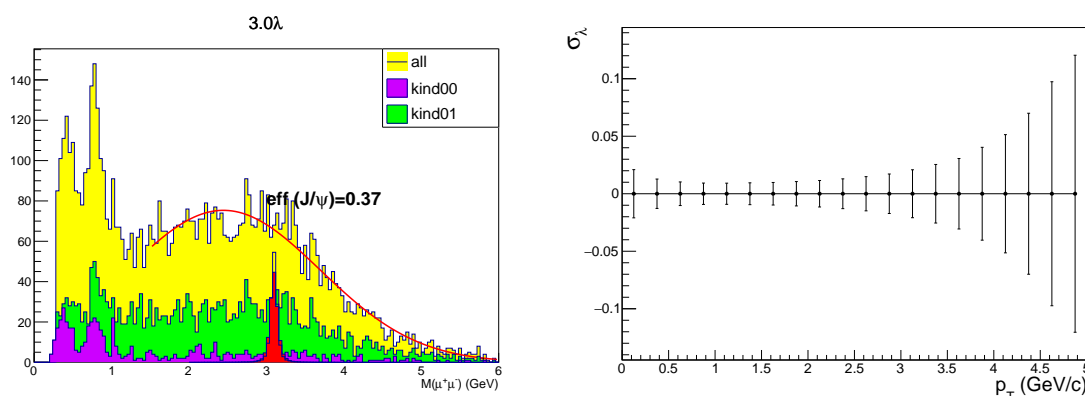 3.0λ
all
kind00
kind01
eff (J/ψ)=0.37
140
120
100
80
60
40
20
0
0 1 2 3 4 5 6
M(μ⁺μ⁻) (GeV)
σλ
0.1
0.05
0
−0.05
−0.1
0 0.5 1 1.5 2 2.5 3 3.5 4 4.5 5
p_T (GeV/c)